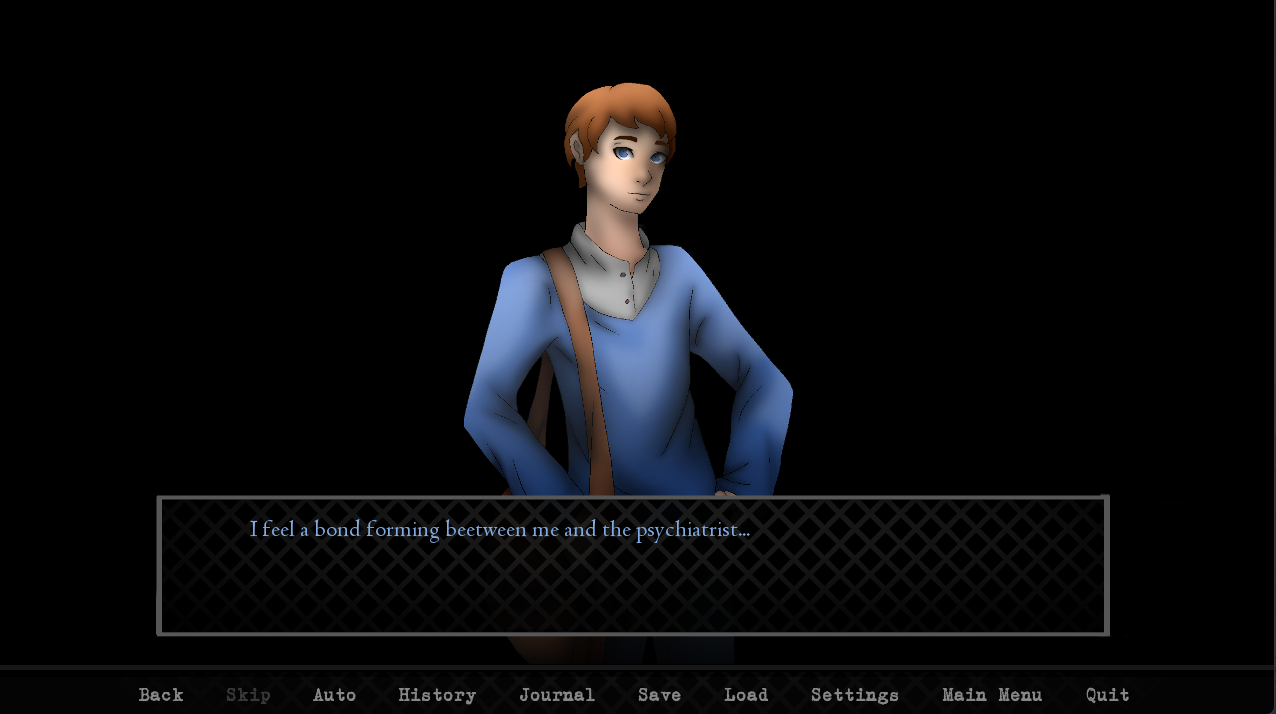 I feel a bond forming beetween me and the psychiatrist...
Back Skip Auto History Journal Save Load Settings Main Menu Quit